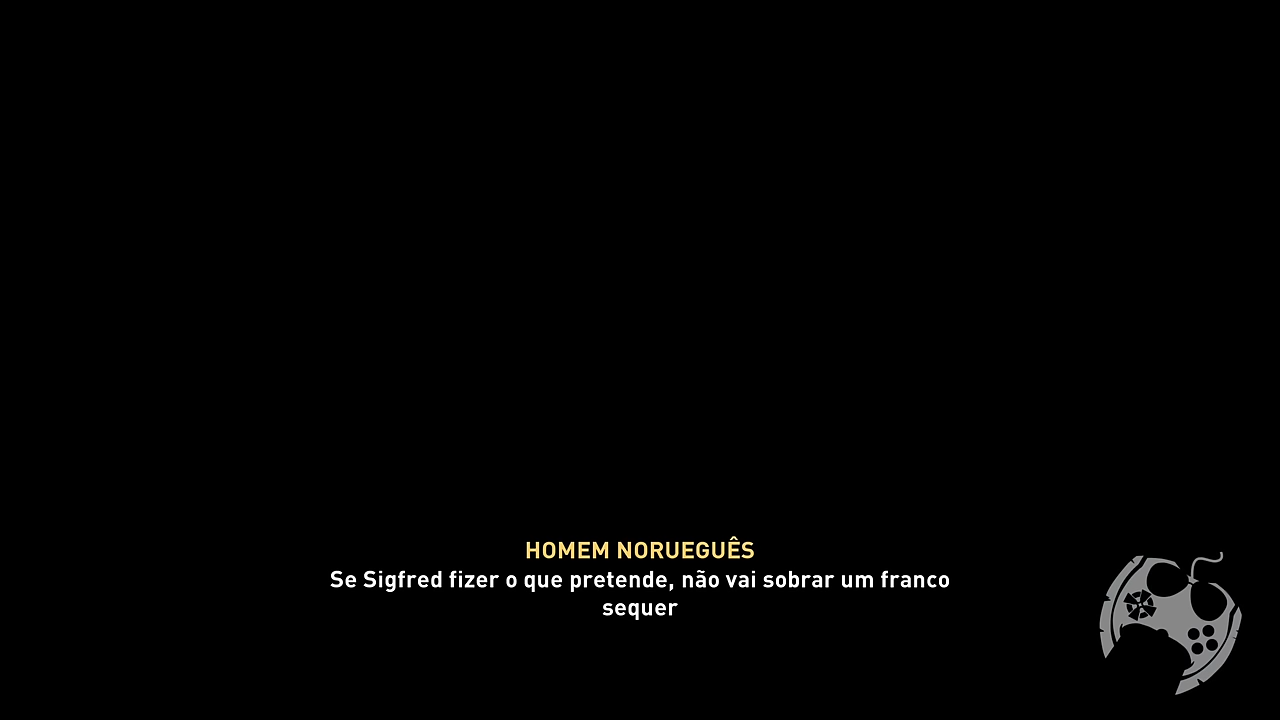 HOMEM NORUEGUÊS
Se Sigfred fizer o que pretende, não vai sobrar um franco
sequer